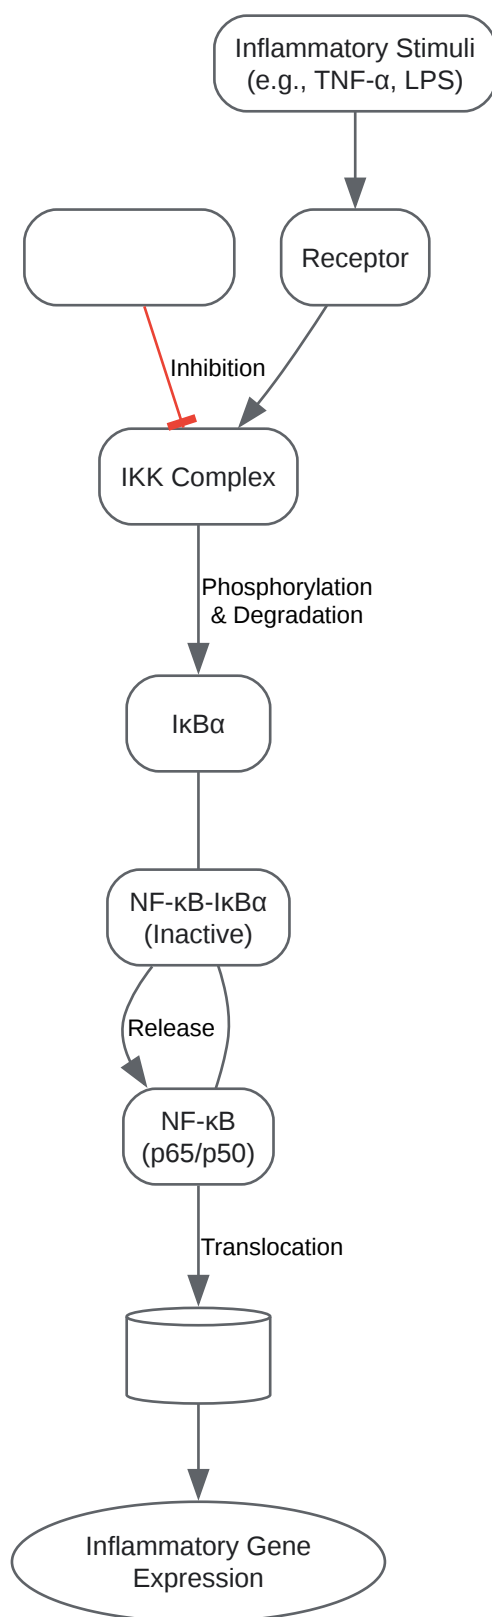 Inflammatory Stimuli
(e.g., TNF-α, LPS)
Receptor
Inhibition
IKK Complex
Phosphorylation
& Degradation
IκBα
NF-κB-IκBα
(Inactive)
Release
NF-κB
(p65/p50)
Translocation
Inflammatory Gene
Expression